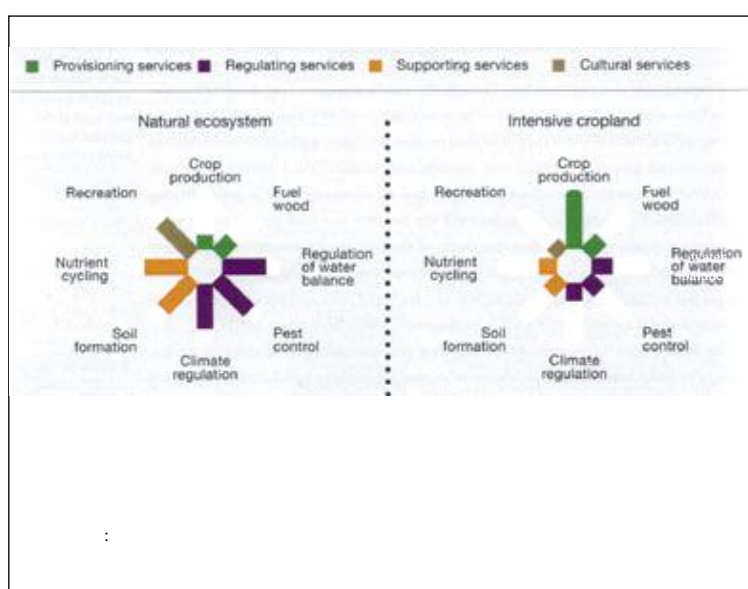 Provisioning services Regulating services Supporting services Cultural services
Natural ecosystem
Crop
production
Recreation
Fuel
wood
Nutrient
cycling
Regulation
of water
balance
Soil
formation
Pest
control
Climate
regulation
Intensive cropland
Crop
production
Recreation
Fuel
wood
Nutrient
cycling
Regulation
of water
balance
Soil
formation
Pest
control
Climate
regulation
: